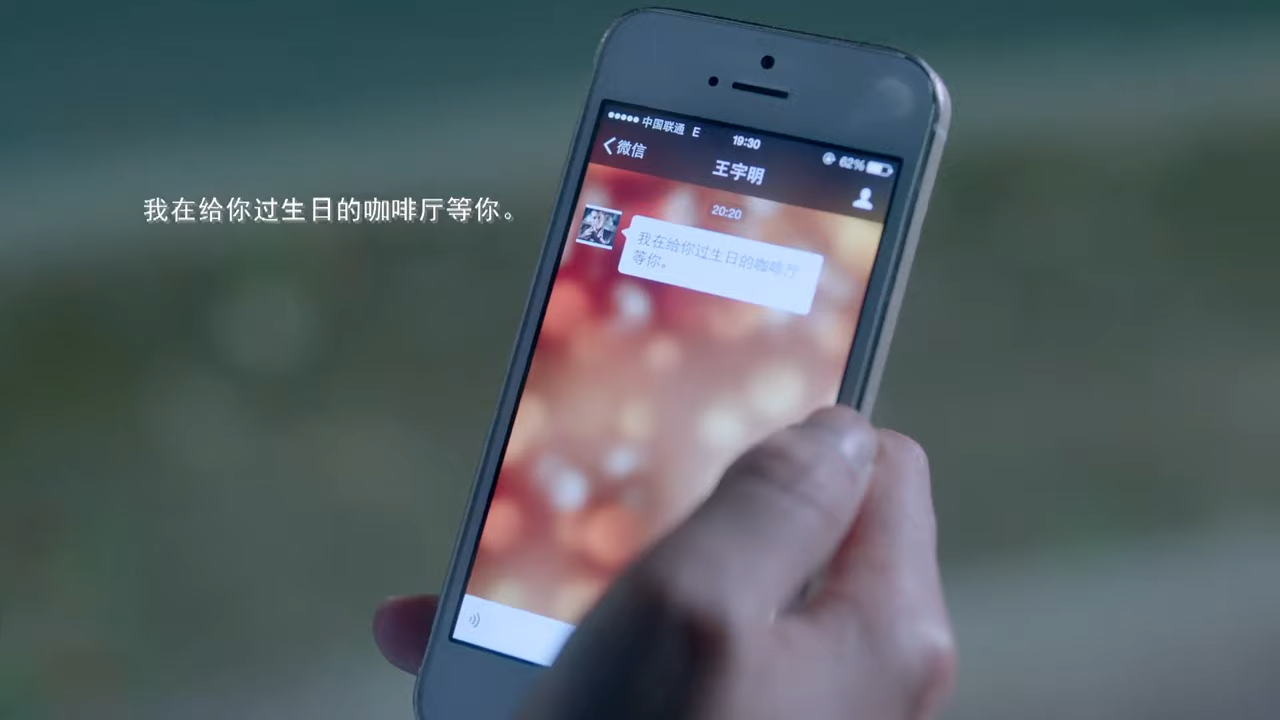 中国联通 E 19:30 62%
微信 王宇明
20:20
我在给你过生日的咖啡厅等你。
我在给你过生日的咖啡厅
等你。